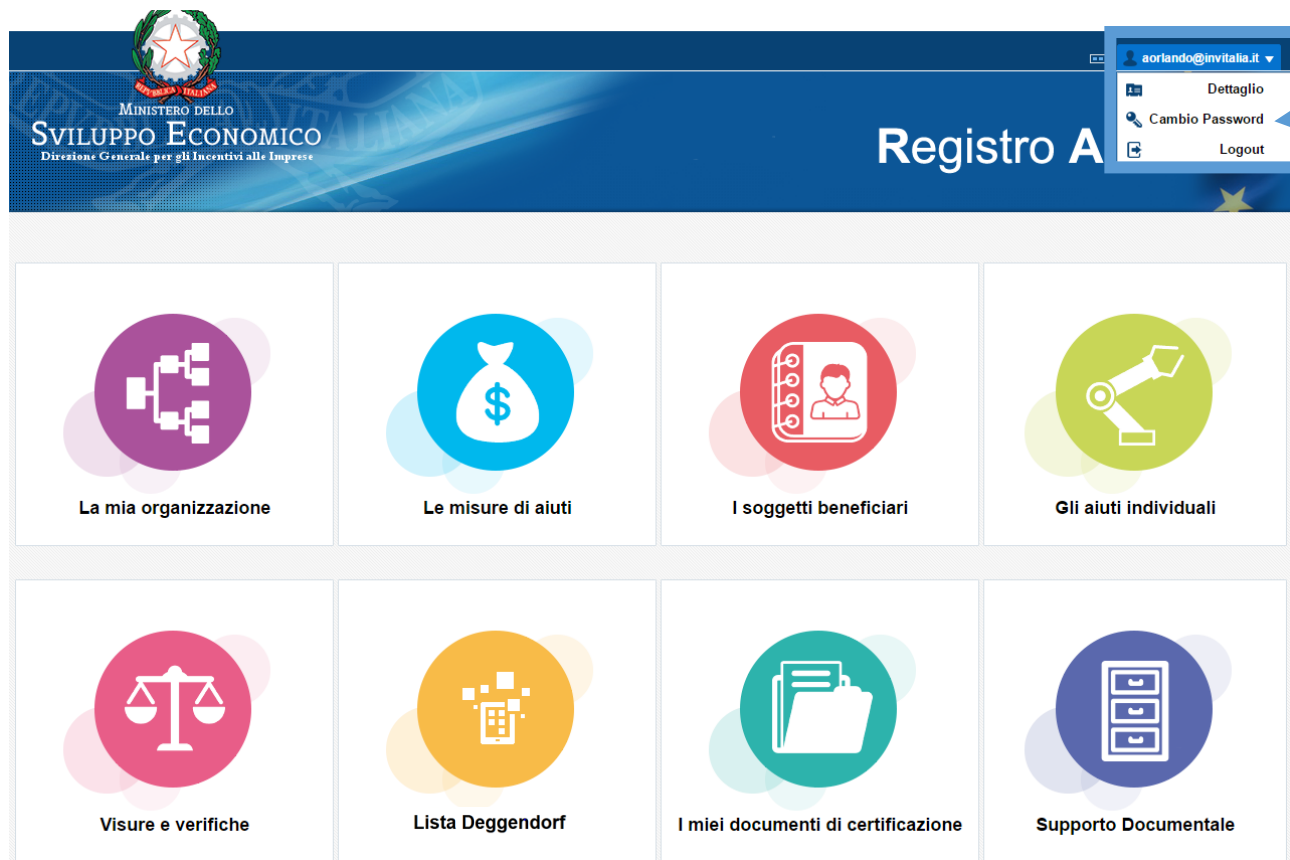 REPVBBLICA ITALIANA
aorlando@invitalia.it
Dettaglio
Cambio Password
Logout
MINISTERO DELLO
SVILUPPO ECONOMICO
Direzione Generale per gli Incentivi alle Imprese
Registro A
La mia organizzazione
Le misure di aiuti
I soggetti beneficiari
Gli aiuti individuali
Visure e verifiche
Lista Deggendorf
I miei documenti di certificazione
Supporto Documentale